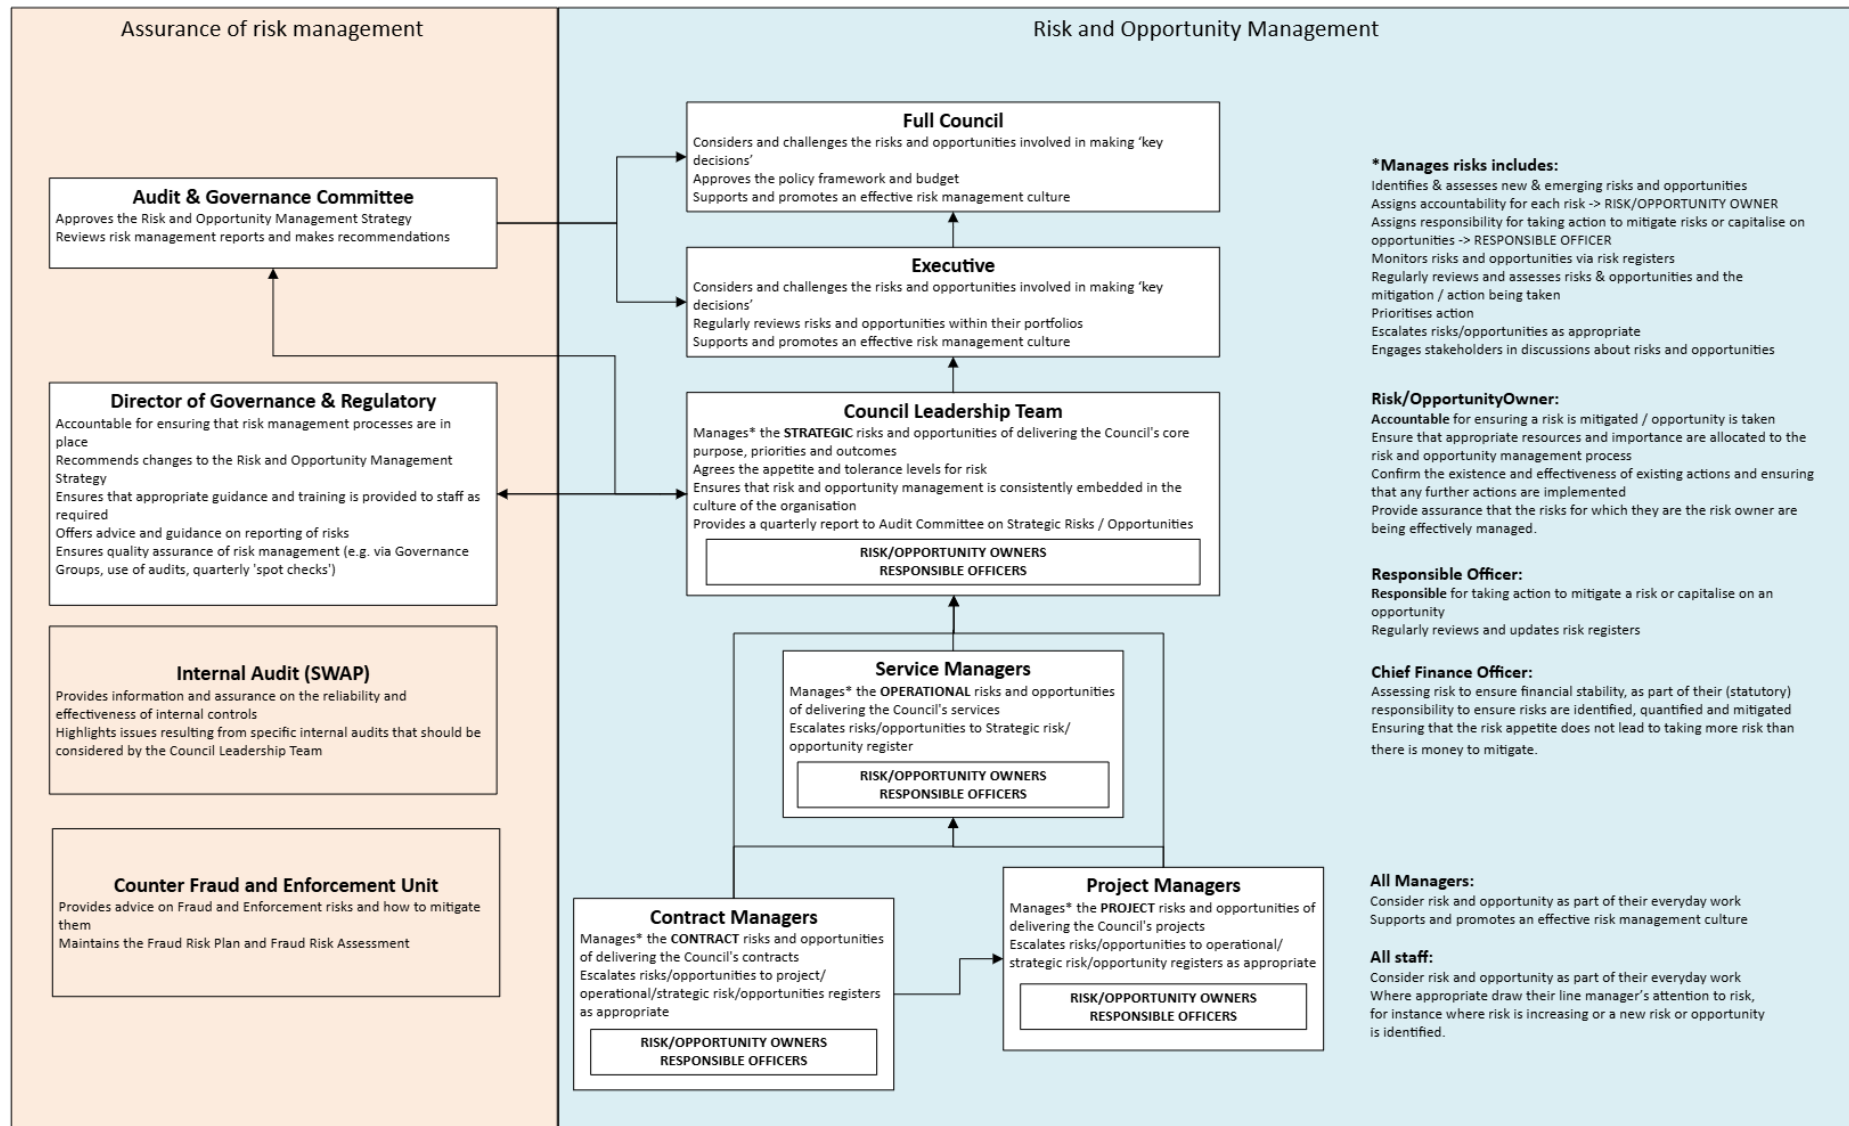 Assurance of risk management
Audit & Governance Committee
Approves the Risk and Opportunity Management Strategy
Reviews risk management reports and makes recommendations
Director of Governance & Regulatory
Accountable for ensuring that risk management processes are in
place
Recommends changes to the Risk and Opportunity Management
Strategy
Ensures that appropriate guidance and training is provided to staff as
required
Offers advice and guidance on reporting of risks
Ensures quality assurance of risk management (e.g. via Governance
Groups, use of audits, quarterly 'spot checks')
Internal Audit (SWAP)
Provides information and assurance on the reliability and
effectiveness of internal controls
Highlights issues resulting from specific internal audits that should be
considered by the Council Leadership Team
Counter Fraud and Enforcement Unit
Provides advice on Fraud and Enforcement risks and how to mitigate
them
Maintains the Fraud Risk Plan and Fraud Risk Assessment
Risk and Opportunity Management
Full Council
Considers and challenges the risks and opportunities involved in making ‘key
decisions’
Approves the policy framework and budget
Supports and promotes an effective risk management culture
Executive
Considers and challenges the risks and opportunities involved in making ‘key
decisions’
Regularly reviews risks and opportunities within their portfolios
Supports and promotes an effective risk management culture
Council Leadership Team
Manages* the STRATEGIC risks and opportunities of delivering the Council's core
purpose, priorities and outcomes
Agrees the appetite and tolerance levels for risk
Ensures that risk and opportunity management is consistently embedded in the
culture of the organisation
Provides a quarterly report to Audit Committee on Strategic Risks / Opportunities
RISK/OPPORTUNITY OWNERS
RESPONSIBLE OFFICERS
Service Managers
Manages* the OPERATIONAL risks and opportunities
of delivering the Council's services
Escalates risks/opportunities to Strategic risk/
opportunity register
RISK/OPPORTUNITY OWNERS
RESPONSIBLE OFFICERS
Contract Managers
Manages* the CONTRACT risks and opportunities
of delivering the Council's contracts
Escalates risks/opportunities to project/
operational/strategic risk/opportunities registers
as appropriate
RISK/OPPORTUNITY OWNERS
RESPONSIBLE OFFICERS
Project Managers
Manages* the PROJECT risks and opportunities of
delivering the Council's projects
Escalates risks/opportunities to operational/
strategic risk/opportunity registers as appropriate
RISK/OPPORTUNITY OWNERS
RESPONSIBLE OFFICERS
*Manages risks includes:
Identifies & assesses new & emerging risks and opportunities
Assigns accountability for each risk -> RISK/OPPORTUNITY OWNER
Assigns responsibility for taking action to mitigate risks or capitalise on
opportunities -> RESPONSIBLE OFFICER
Monitors risks and opportunities via risk registers
Regularly reviews and assesses risks & opportunities and the
mitigation / action being taken
Prioritises action
Escalates risks/opportunities as appropriate
Engages stakeholders in discussions about risks and opportunities
Risk/OpportunityOwner:
Accountable for ensuring a risk is mitigated / opportunity is taken
Ensure that appropriate resources and importance are allocated to the
risk and opportunity management process
Confirm the existence and effectiveness of existing actions and ensuring
that any further actions are implemented
Provide assurance that the risks for which they are the risk owner are
being effectively managed.
Responsible Officer:
Responsible for taking action to mitigate a risk or capitalise on an
opportunity
Regularly reviews and updates risk registers
Chief Finance Officer:
Assessing risk to ensure financial stability, as part of their (statutory)
responsibility to ensure risks are identified, quantified and mitigated
Ensuring that the risk appetite does not lead to taking more risk than
there is money to mitigate.
All Managers:
Consider risk and opportunity as part of their everyday work
Supports and promotes an effective risk management culture
All staff:
Consider risk and opportunity as part of their everyday work
Where appropriate draw their line manager’s attention to risk,
for instance where risk is increasing or a new risk or opportunity
is identified.